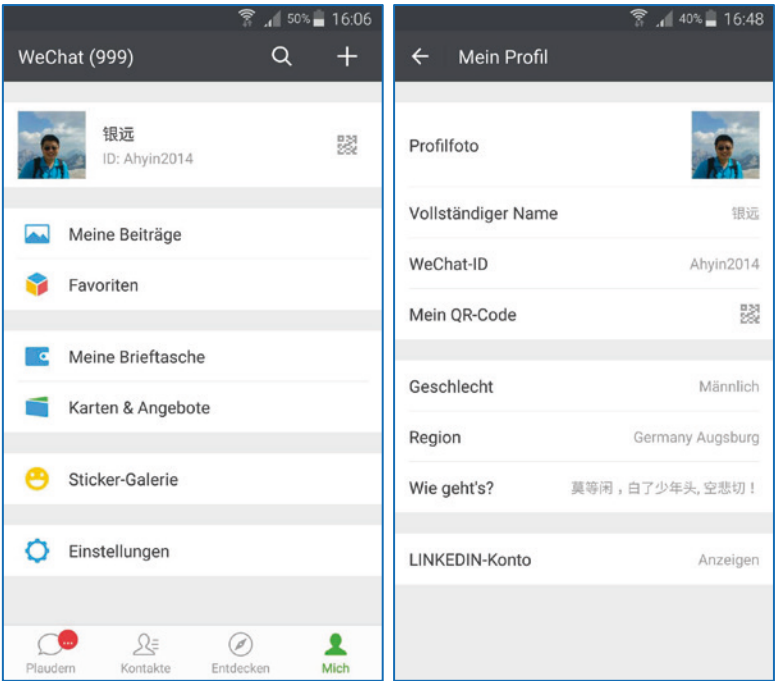 50% 16:06
WeChat (999)
银远
ID: Ahyin2014
Meine Beiträge
Favoriten
Meine Brieftasche
Karten & Angebote
Sticker-Galerie
Einstellungen
Plaudern Kontakte Entdecken Mich
40% 16:48
Mein Profil
Profilfoto
Vollständiger Name 银远
WeChat-ID Ahyin2014
Mein QR-Code
Geschlecht Männlich
Region Germany Augsburg
Wie geht's? 莫等闲，白了少年头, 空悲切！
LINKEDIN-Konto Anzeigen